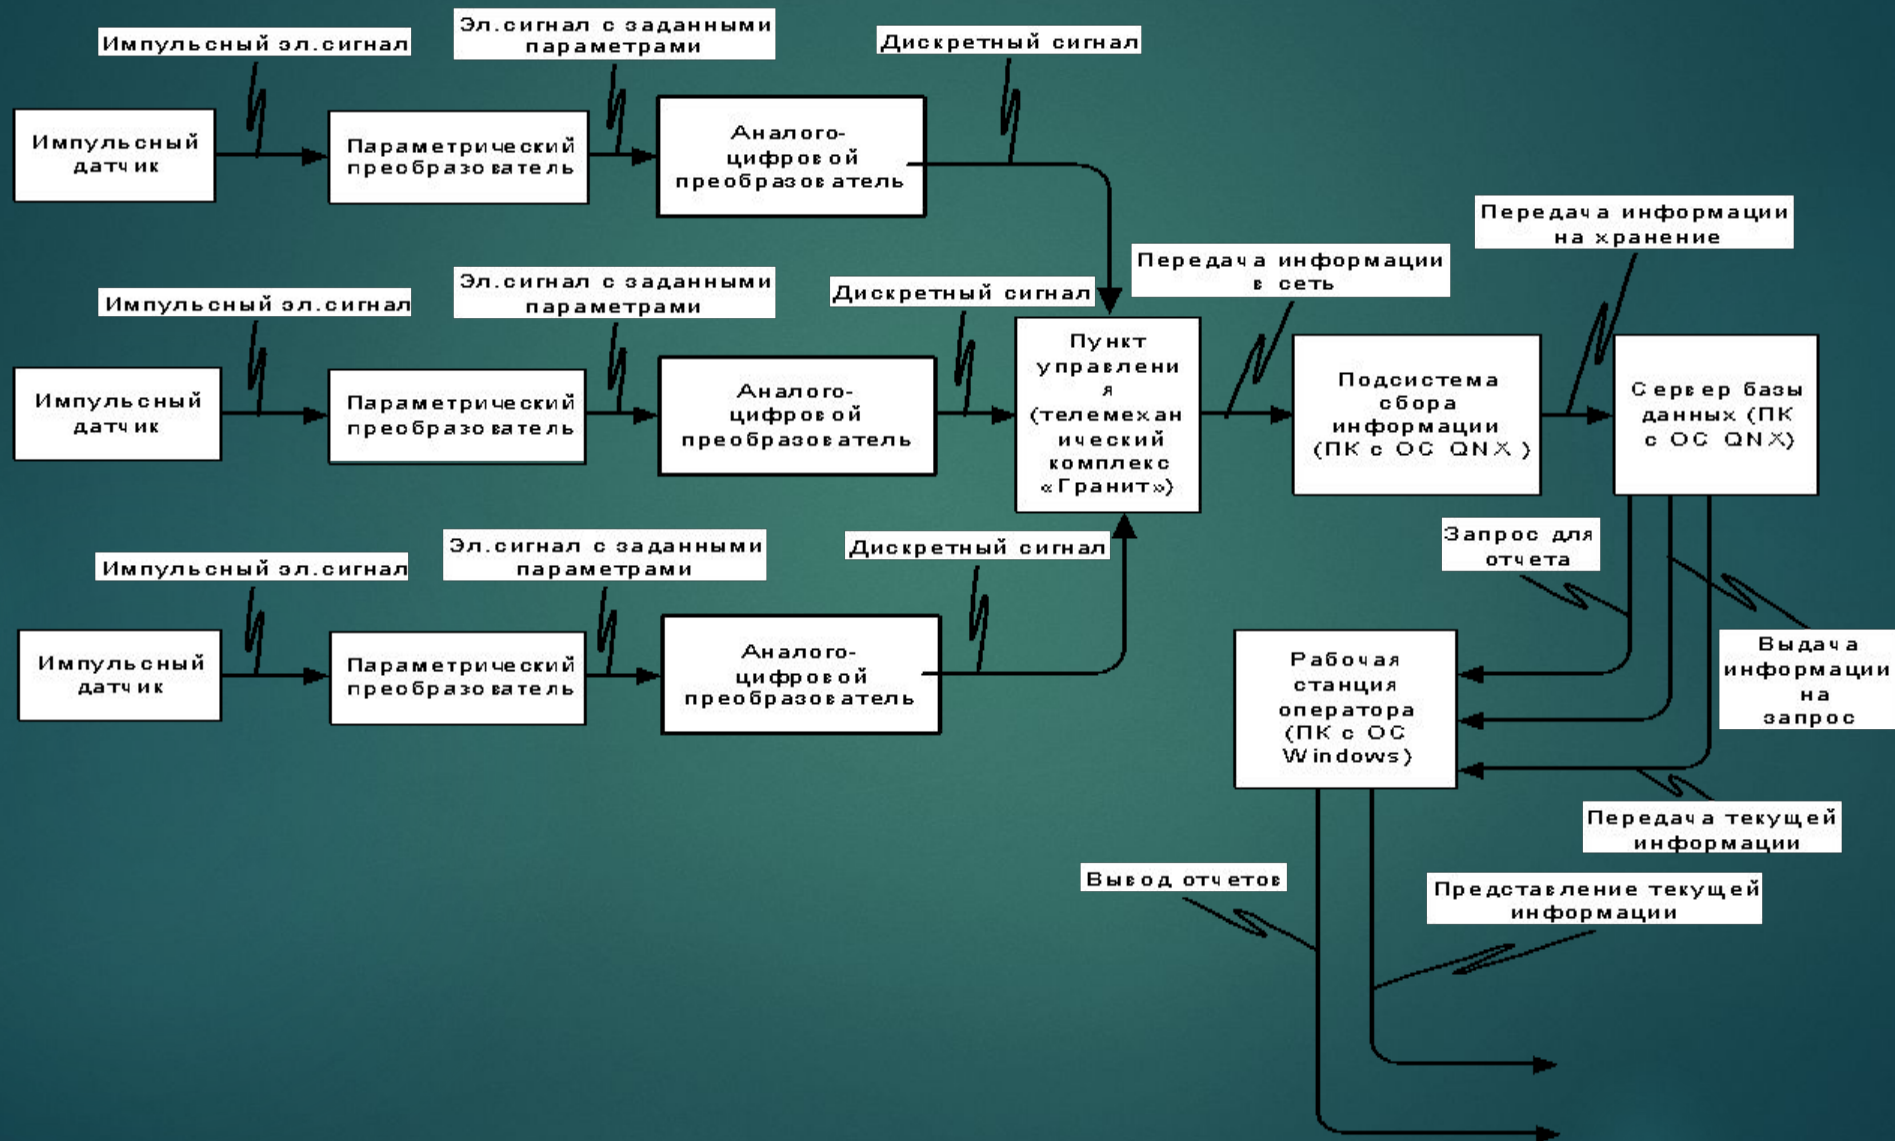 Импульсный эл.сигнал
Эл.сигнал с заданными
параметрами
Дискретный сигнал
Импульсный
датчик
Параметрический
преобразователь
Аналого-
цифровой
преобразователь
Передача информации
на хранение
Передача информации
в сеть
Импульсный эл.сигнал
Эл.сигнал с заданными
параметрами
Дискретный сигнал
Импульсный
датчик
Параметрический
преобразователь
Аналого-
цифровой
преобразователь
Пункт
управлени
я
(телемехан
ический
комплекс
«Гранит»)
Подсистема
сбора
информации
(ПК с ОС QNX )
Сервер базы
данных (ПК
с ОС QNX)
Импульсный эл.сигнал
Эл.сигнал с заданными
параметрами
Дискретный сигнал
Запрос для
отчета
Импульсный
датчик
Параметрический
преобразователь
Аналого-
цифровой
преобразователь
Рабочая
станция
оператора
(ПК с ОС
Windows)
Выдача
информации
на
запрос
Передача текущей
информации
Вывод отчетов
Представление текущей
информации